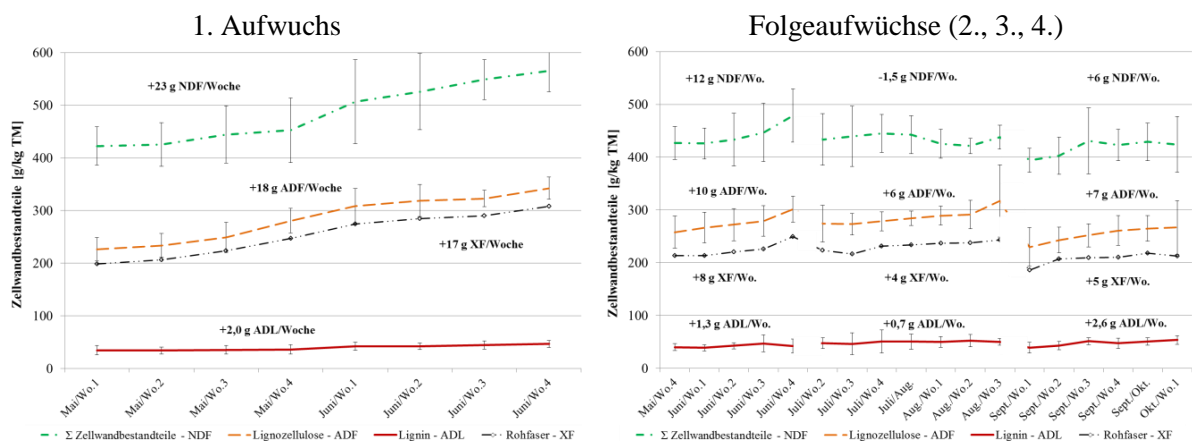 1. Aufwuchs
Zellwandbestandteile [g/kg TM]
600
500
400
300
200
100
0
+23 g NDF/Woche
+18 g ADF/Woche
+17 g XF/Woche
+2,0 g ADL/Woche
Mai/Wo.1
Mai/Wo.2
Mai/Wo.3
Mai/Wo.4
Juni/Wo.1
Juni/Wo.2
Juni/Wo.3
Juni/Wo.4
Σ Zellwandbestandteile - NDF
Lignozellulose - ADF
Lignin - ADL
Rohfaser - XF
Folgeaufwüchse (2., 3., 4.)
Zellwandbestandteile [g/kg TM]
600
500
400
300
200
100
0
+12 g NDF/Wo.
-1,5 g NDF/Wo.
+6 g NDF/Wo.
+10 g ADF/Wo.
+6 g ADF/Wo.
+7 g ADF/Wo.
+8 g XF/Wo.
+4 g XF/Wo.
+5 g XF/Wo.
+1,3 g ADL/Wo.
+0,7 g ADL/Wo.
+2,6 g ADL/Wo.
Mai/Wo.4
Juni/Wo.1
Juni/Wo.2
Juni/Wo.3
Juni/Wo.4
Juli/Wo.2
Juli/Wo.3
Juli/Wo.4
Juli/Aug.
Aug./Wo.1
Aug./Wo.2
Aug./Wo.3
Sept./Wo.1
Sept./Wo.2
Sept./Wo.3
Sept./Wo.4
Sept./Okt.
Okt./Wo.1
Σ Zellwandbestandteile - NDF
Lignozellulose - ADF
Lignin - ADL
Rohfaser - XF